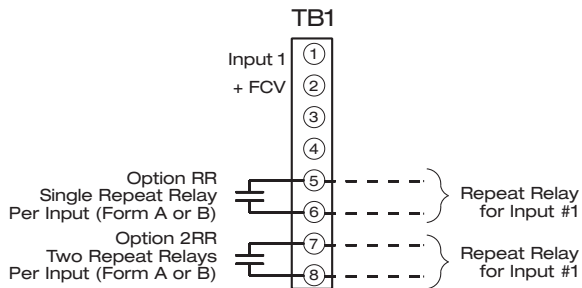 TB1
Input 1
1
+ FCV
2
3
4
Option RR
Single Repeat Relay
Per Input (Form A or B)
5
6
Repeat Relay
for Input #1
Option 2RR
Two Repeat Relays
Per Input (Form A or B)
7
8
Repeat Relay
for Input #1